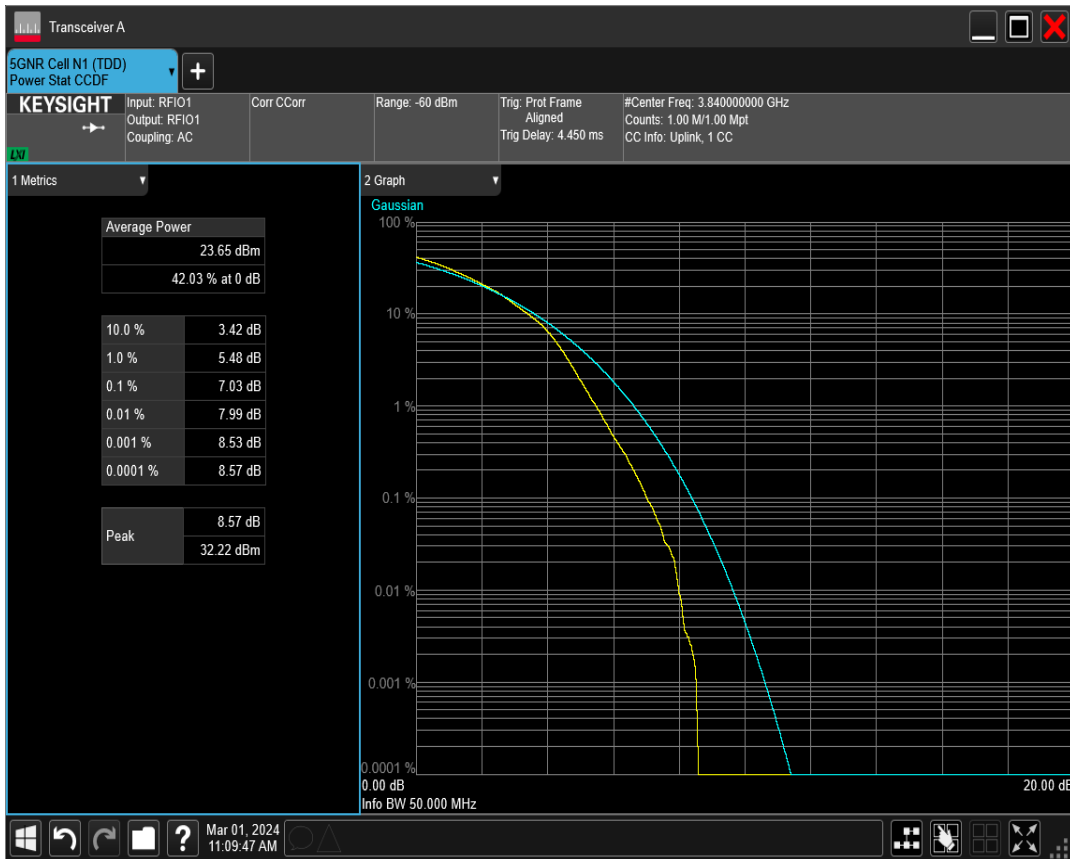 Transceiver A
5GNR Cell N1 (TDD)
Power Stat CCDF
+
KEYSIGHT
LXI
Input: RFIO1
Output: RFIO1
Coupling: AC
Corr CCorr
Range: -60 dBm
Trig: Prot Frame
Aligned
Trig Delay: 4.450 ms
#Center Freq: 3.840000000 GHz
Counts: 1.00 M/1.00 Mpt
CC Info: Uplink, 1 CC
1 Metrics
Average Power
23.65 dBm
42.03 % at 0 dB
10.0 % 3.42 dB
1.0 % 5.48 dB
0.1 % 7.03 dB
0.01 % 7.99 dB
0.001 % 8.53 dB
0.0001 % 8.57 dB
Peak
8.57 dB
32.22 dBm
2 Graph
Gaussian
100 %
10 %
1 %
0.1 %
0.01 %
0.001 %
0.0001 %
0.00 dB 20.00 dB
Info BW 50.000 MHz
?
Mar 01, 2024
11:09:47 AM